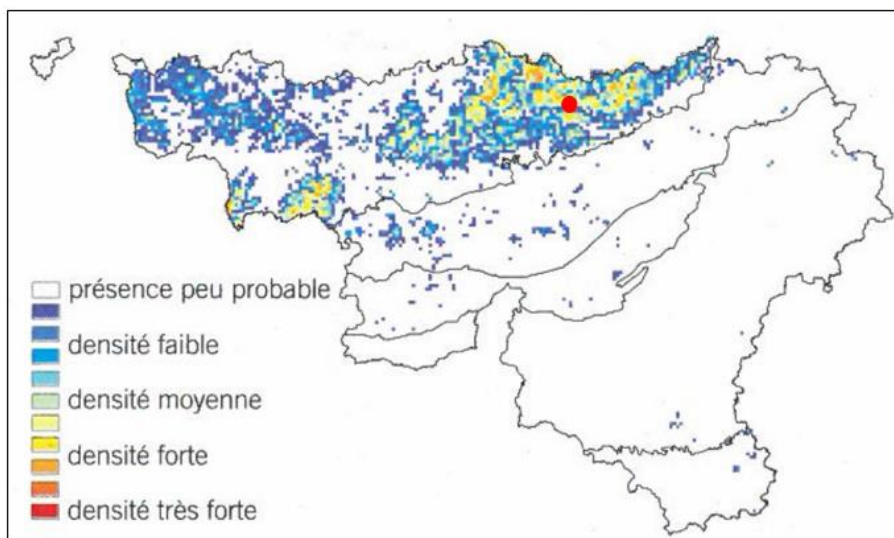 présence peu probable
densité faible
densité moyenne
densité forte
densité très forte